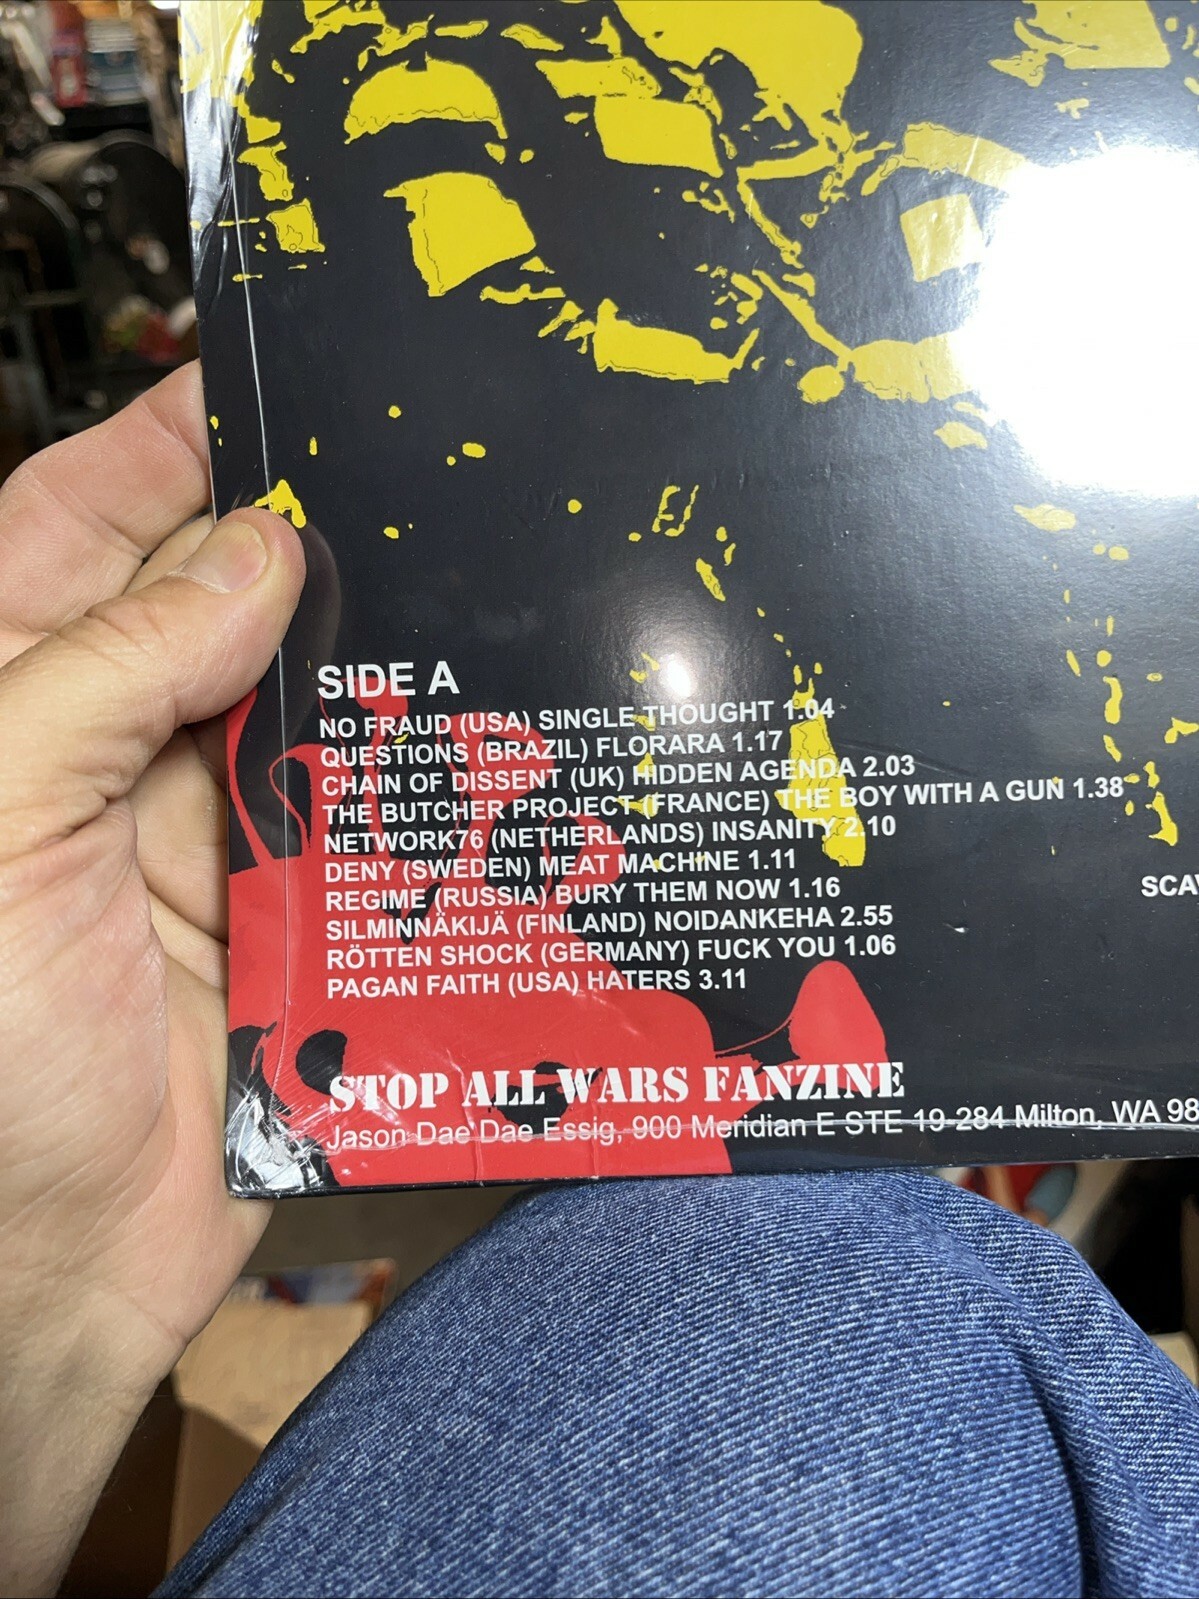 SIDE A
NO FRAUD (USA) SINGLE THOUGHT 1.04
QUESTIONS (BRAZIL) FLORARA 1.17
CHAIN OF DISSENT (UK) HIDDEN AGENDA 2.03
THE BUTCHER PROJECT (FRANCE) THE BOY WITH A GUN 1.38
NETWORK76 (NETHERLANDS) INSANITY 2.10
DENY (SWEDEN) MEAT MACHINE 1.11
REGIME (RUSSIA) BURY THEM NOW 1.16
SILMINNÄKIJÄ (FINLAND) NOIDANKEHA 2.55
RÖTTEN SHOCK (GERMANY) FUCK YOU 1.06
PAGAN FAITH (USA) HATERS 3.11
SCAV
STOP ALL WARS FANZINE
Jason Dae Dae Essig, 900 Meridian E STE 19-284 Milton, WA 98